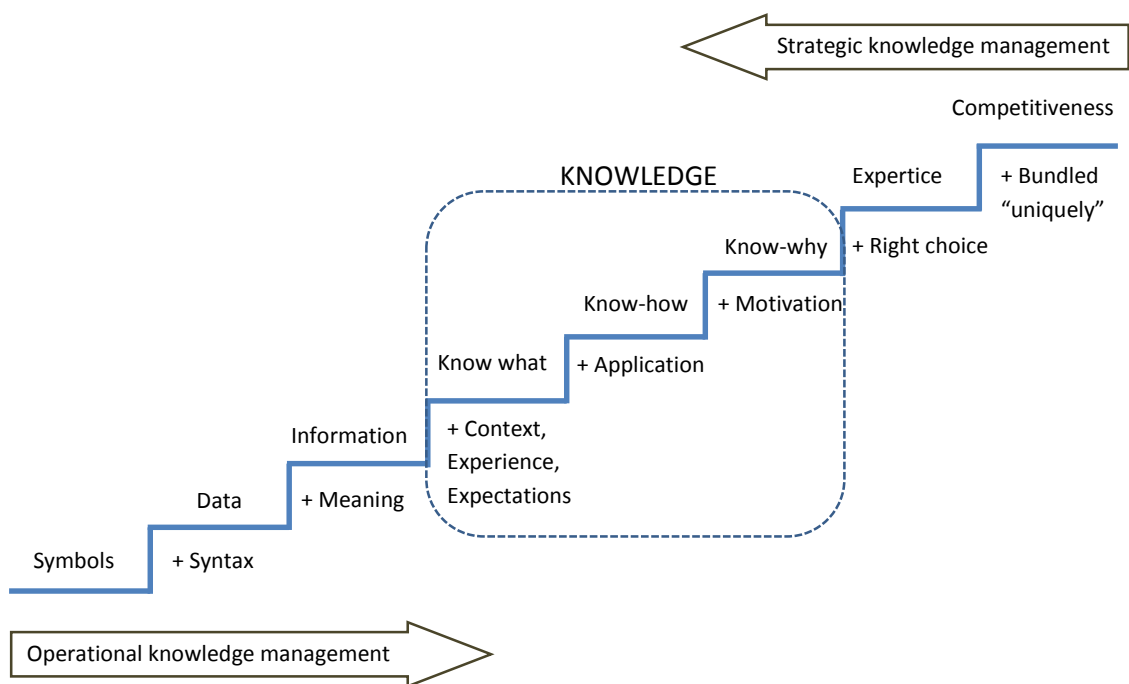 Strategic knowledge management
Competitiveness
KNOWLEDGE
Expertice
+ Bundled
“uniquely”
Know-why
+ Right choice
Know-how
+ Motivation
Know what
+ Application
Information
+ Context,
Experience,
Expectations
Data
+ Meaning
Symbols
+ Syntax
Operational knowledge management